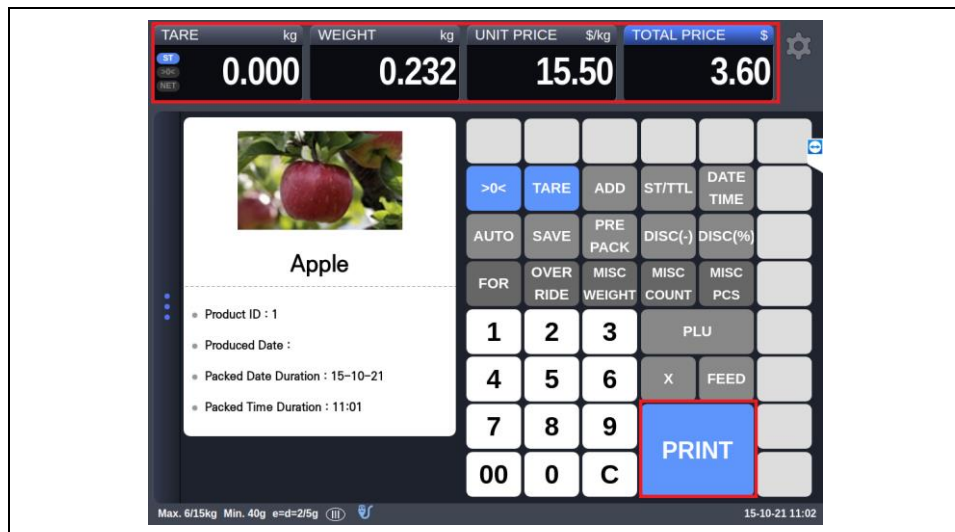 TARE kg WEIGHT kg UNIT PRICE $/kg TOTAL PRICE $
ST
>0<
NET
0.000 0.232 15.50 3.60
Apple
Product ID : 1
Produced Date :
Packed Date Duration : 15-10-21
Packed Time Duration : 11:01
>0< TARE ADD ST/TTL DATE TIME
AUTO SAVE PRE PACK DISC(-) DISC(%)
FOR OVER RIDE MISC WEIGHT MISC COUNT MISC PCS
1 2 3 PLU
4 5 6 X FEED
7 8 9 PRINT
00 0 C
Max. 6/15kg Min. 40g e=d=2/5g (III) 15-10-21 11:02